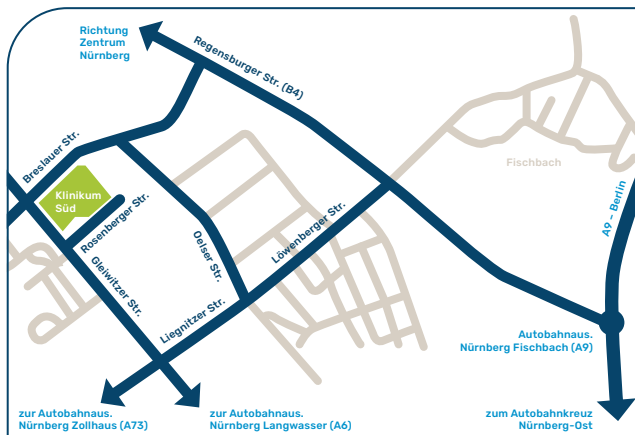 Richtung
Zentrum
Nürnberg
Regensburger Str. (B4)
Breslauer Str.
Fischbach
Klinikum
Süd
Rosenberger Str.
A9 – Berlin
Oelser Str.
Löwenberger Str.
Gleiwitzer Str.
Liegnitzer Str.
Autobahnaus.
Nürnberg Fischbach (A9)
zur Autobahnaus.
Nürnberg Zollhaus (A73)
zur Autobahnaus.
Nürnberg Langwasser (A6)
zum Autobahnkreuz
Nürnberg-Ost